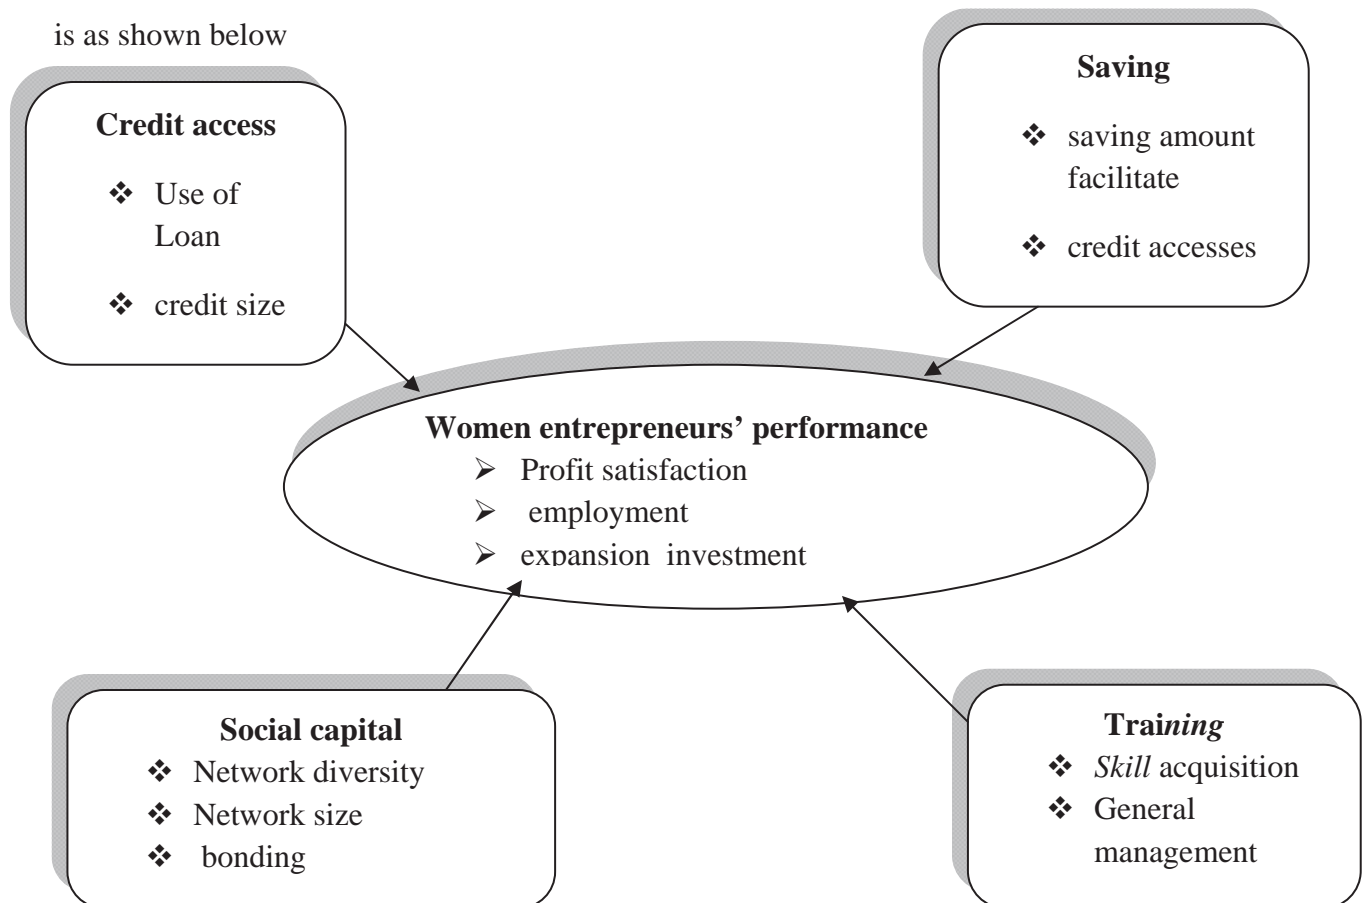 is as shown below
Credit access
❖ Use of
Loan
❖ credit size
Saving
❖ saving amount
facilitate
❖ credit accesses
Women entrepreneurs’ performance
➢ Profit satisfaction
➢ employment
➢ expansion investment
Social capital
❖ Network diversity
❖ Network size
❖ bonding
Training
❖ Skill acquisition
❖ General
management